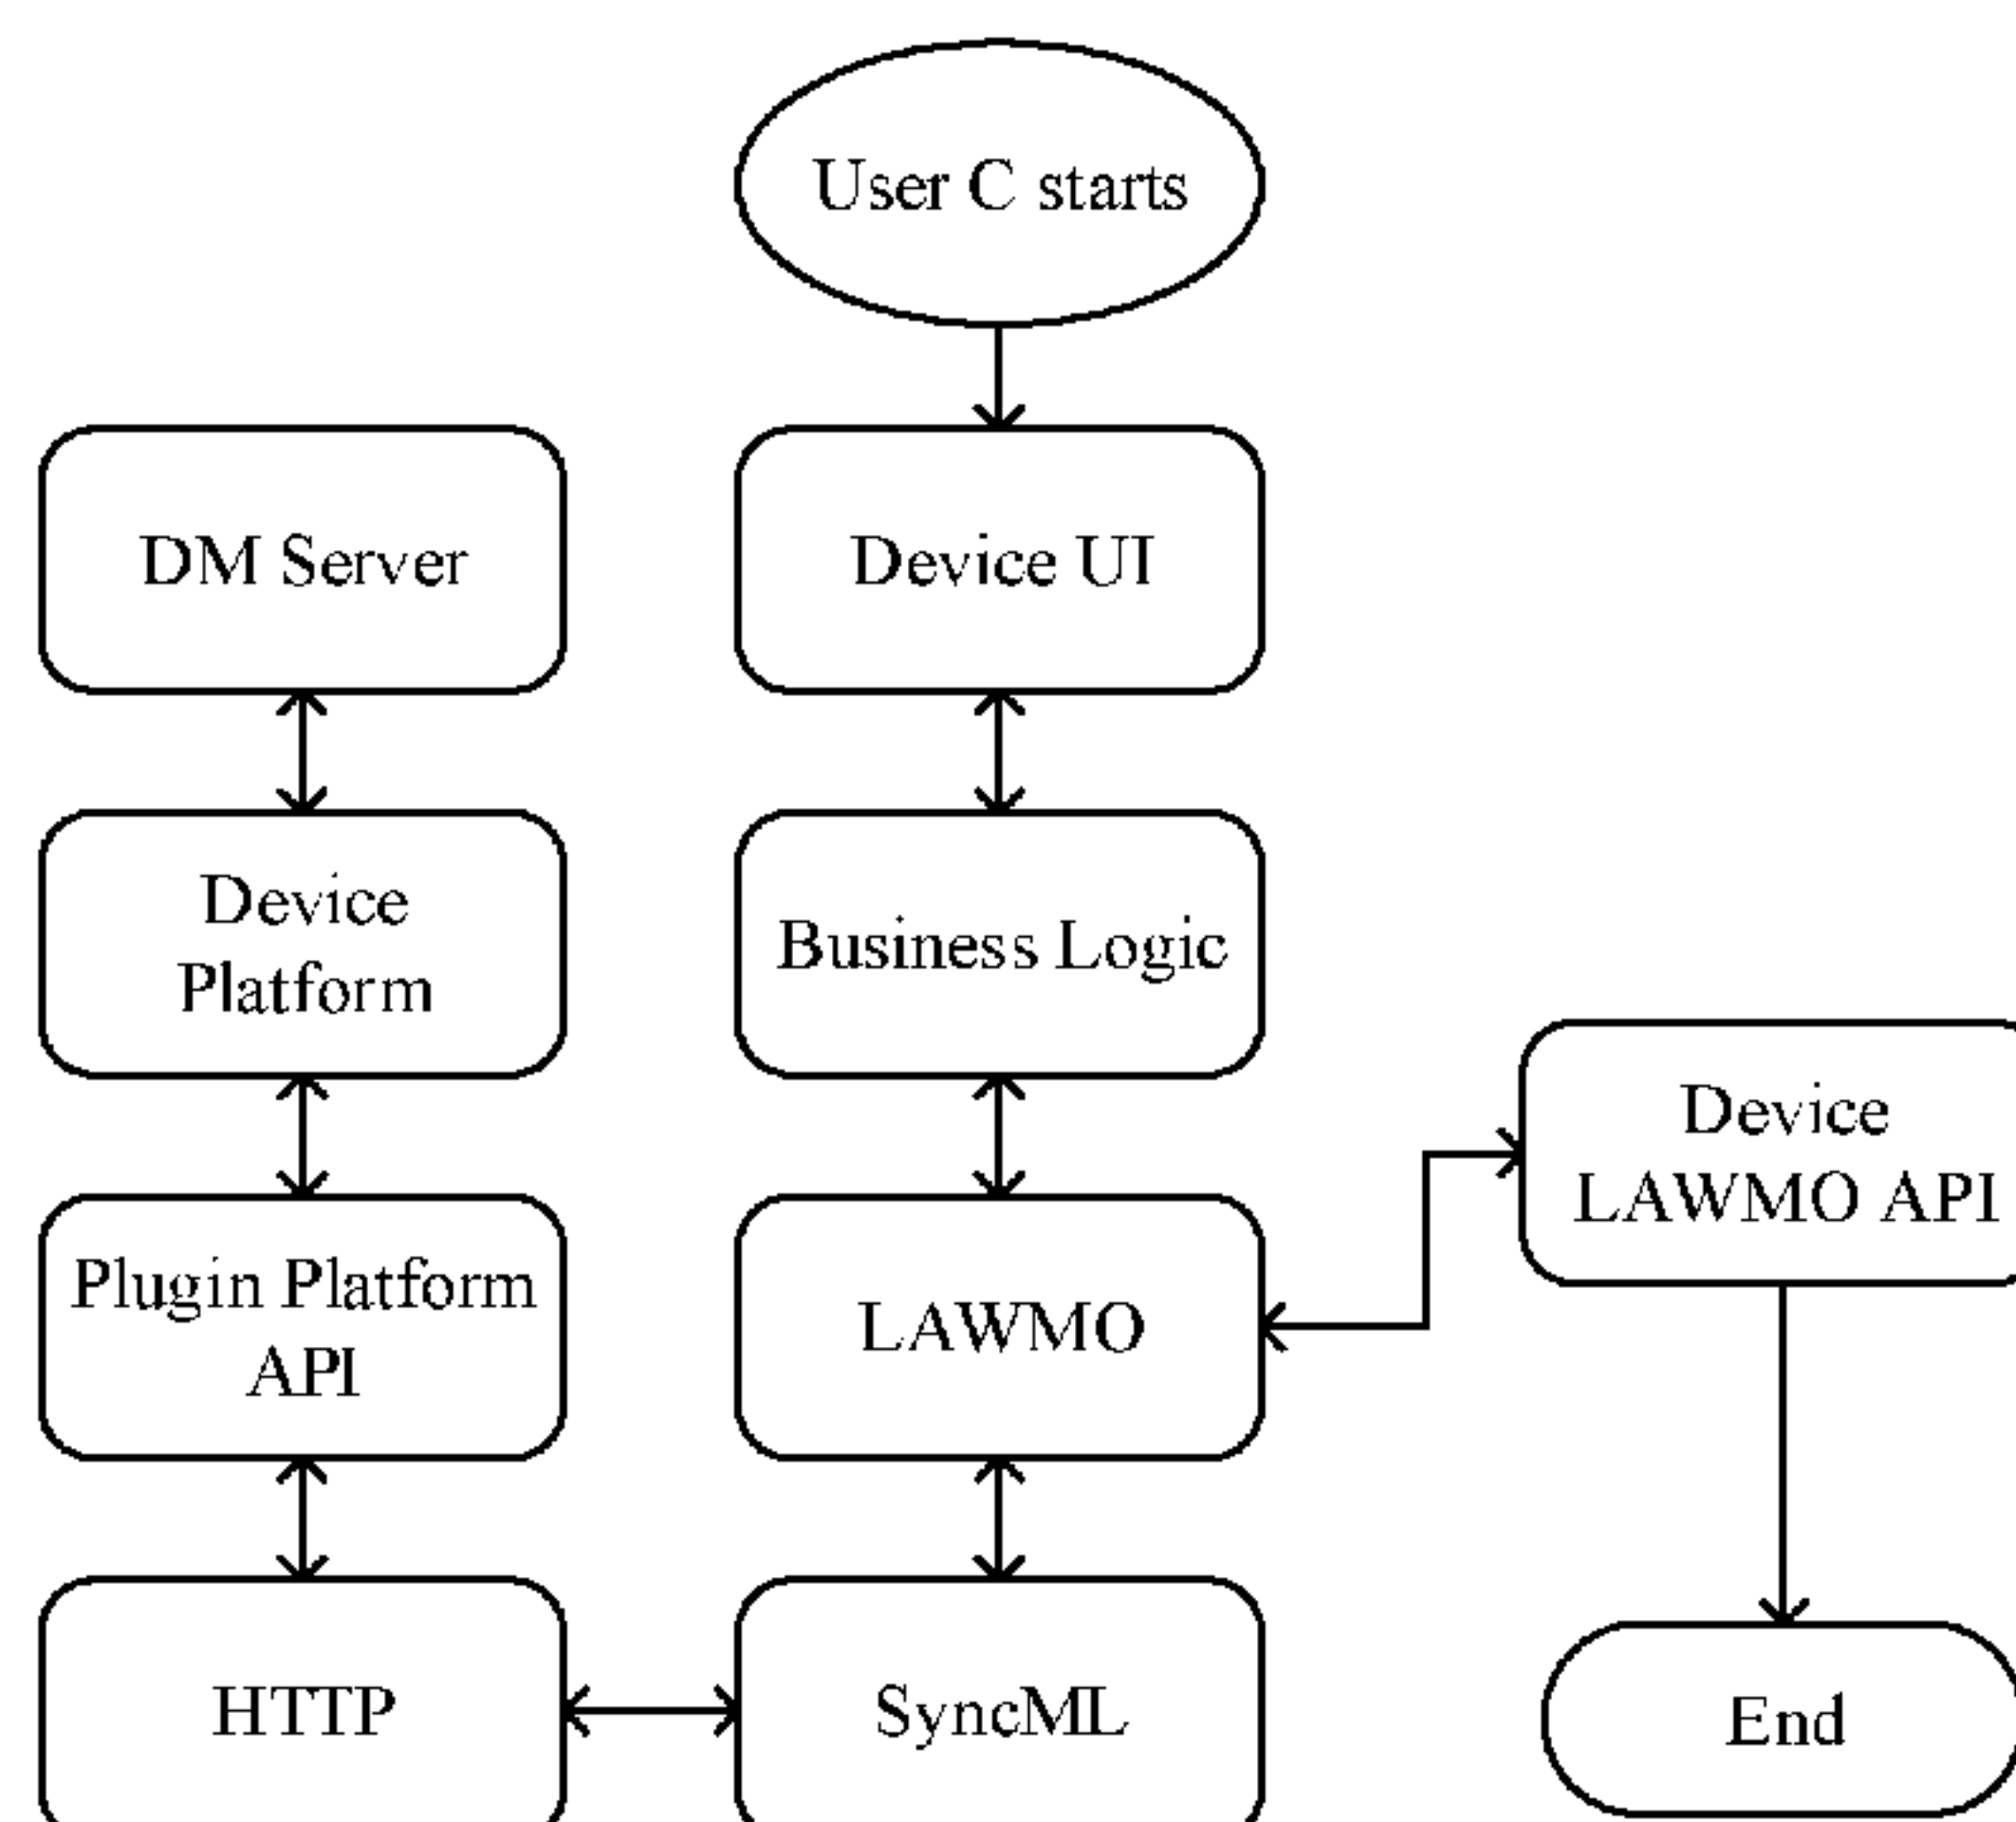 User C starts
DM Server
Device UI
Device
Platform
Business Logic
Device
LAWMO API
Plugin Platform
API
LAWMO
HTTP
SyncML
End